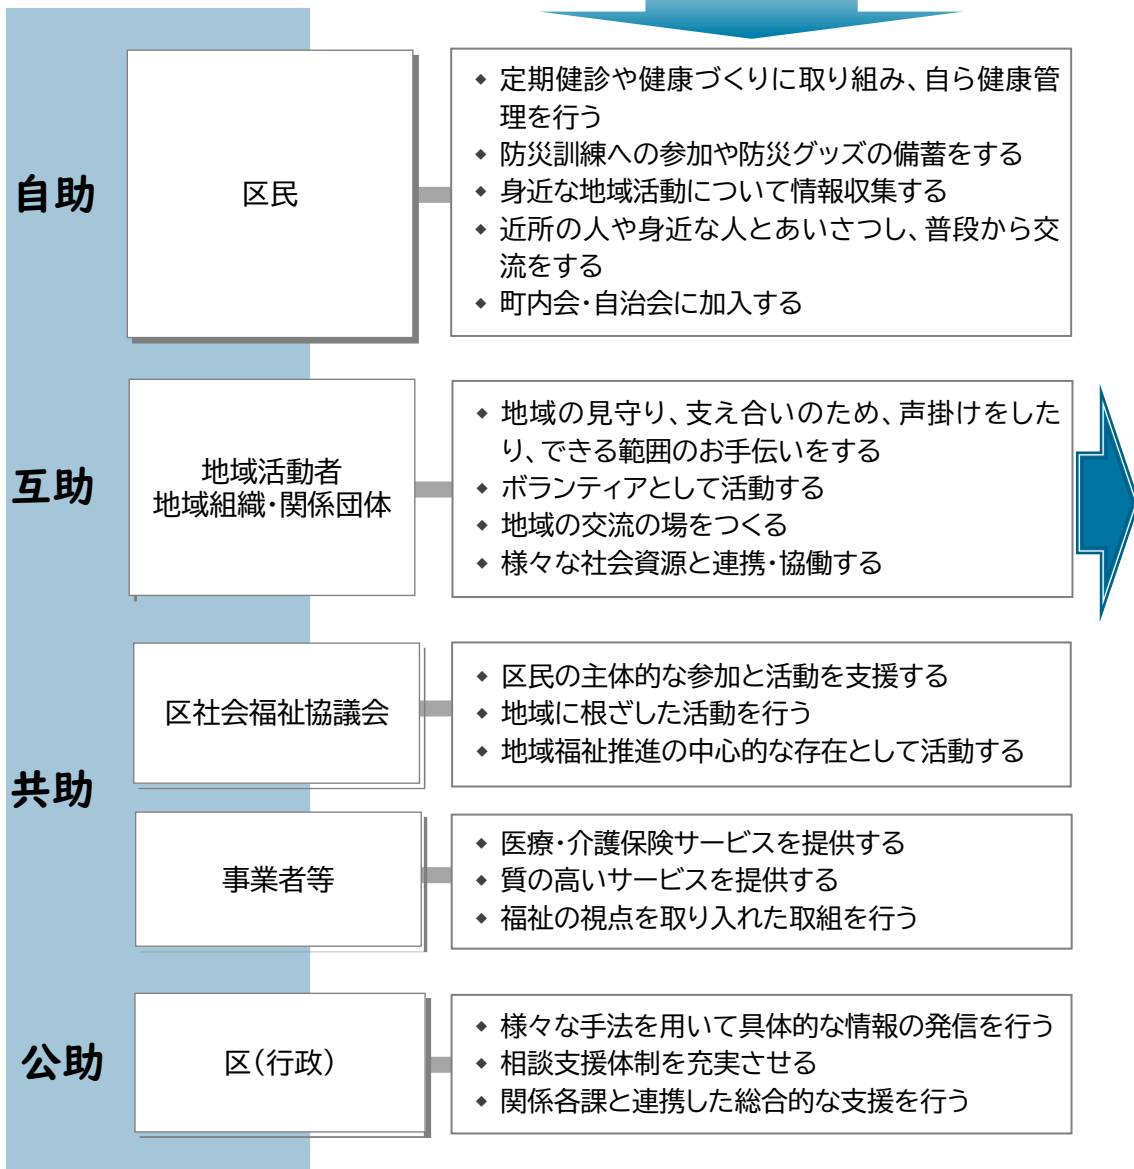 自助
区民
◆ 定期健診や健康づくりに取り組み、自ら健康管
理を行う
◆ 防災訓練への参加や防災グッズの備蓄をする
◆ 身近な地域活動について情報収集する
◆ 近所の人や身近な人とあいさつし、普段から交
流をする
◆ 町内会・自治会に加入する
互助
地域活動者
地域組織・関係団体
◆ 地域の見守り、支え合いのため、声掛けをした
り、できる範囲のお手伝いをする
◆ ボランティアとして活動する
◆ 地域の交流の場をつくる
◆ 様々な社会資源と連携・協働する
共助
区社会福祉協議会
◆ 区民の主体的な参加と活動を支援する
◆ 地域に根ざした活動を行う
◆ 地域福祉推進の中心的な存在として活動する
事業者等
◆ 医療・介護保険サービスを提供する
◆ 質の高いサービスを提供する
◆ 福祉の視点を取り入れた取組を行う
公助
区（行政）
◆ 様々な手法を用いて具体的な情報の発信を行う
◆ 相談支援体制を充実させる
◆ 関係各課と連携した総合的な支援を行う